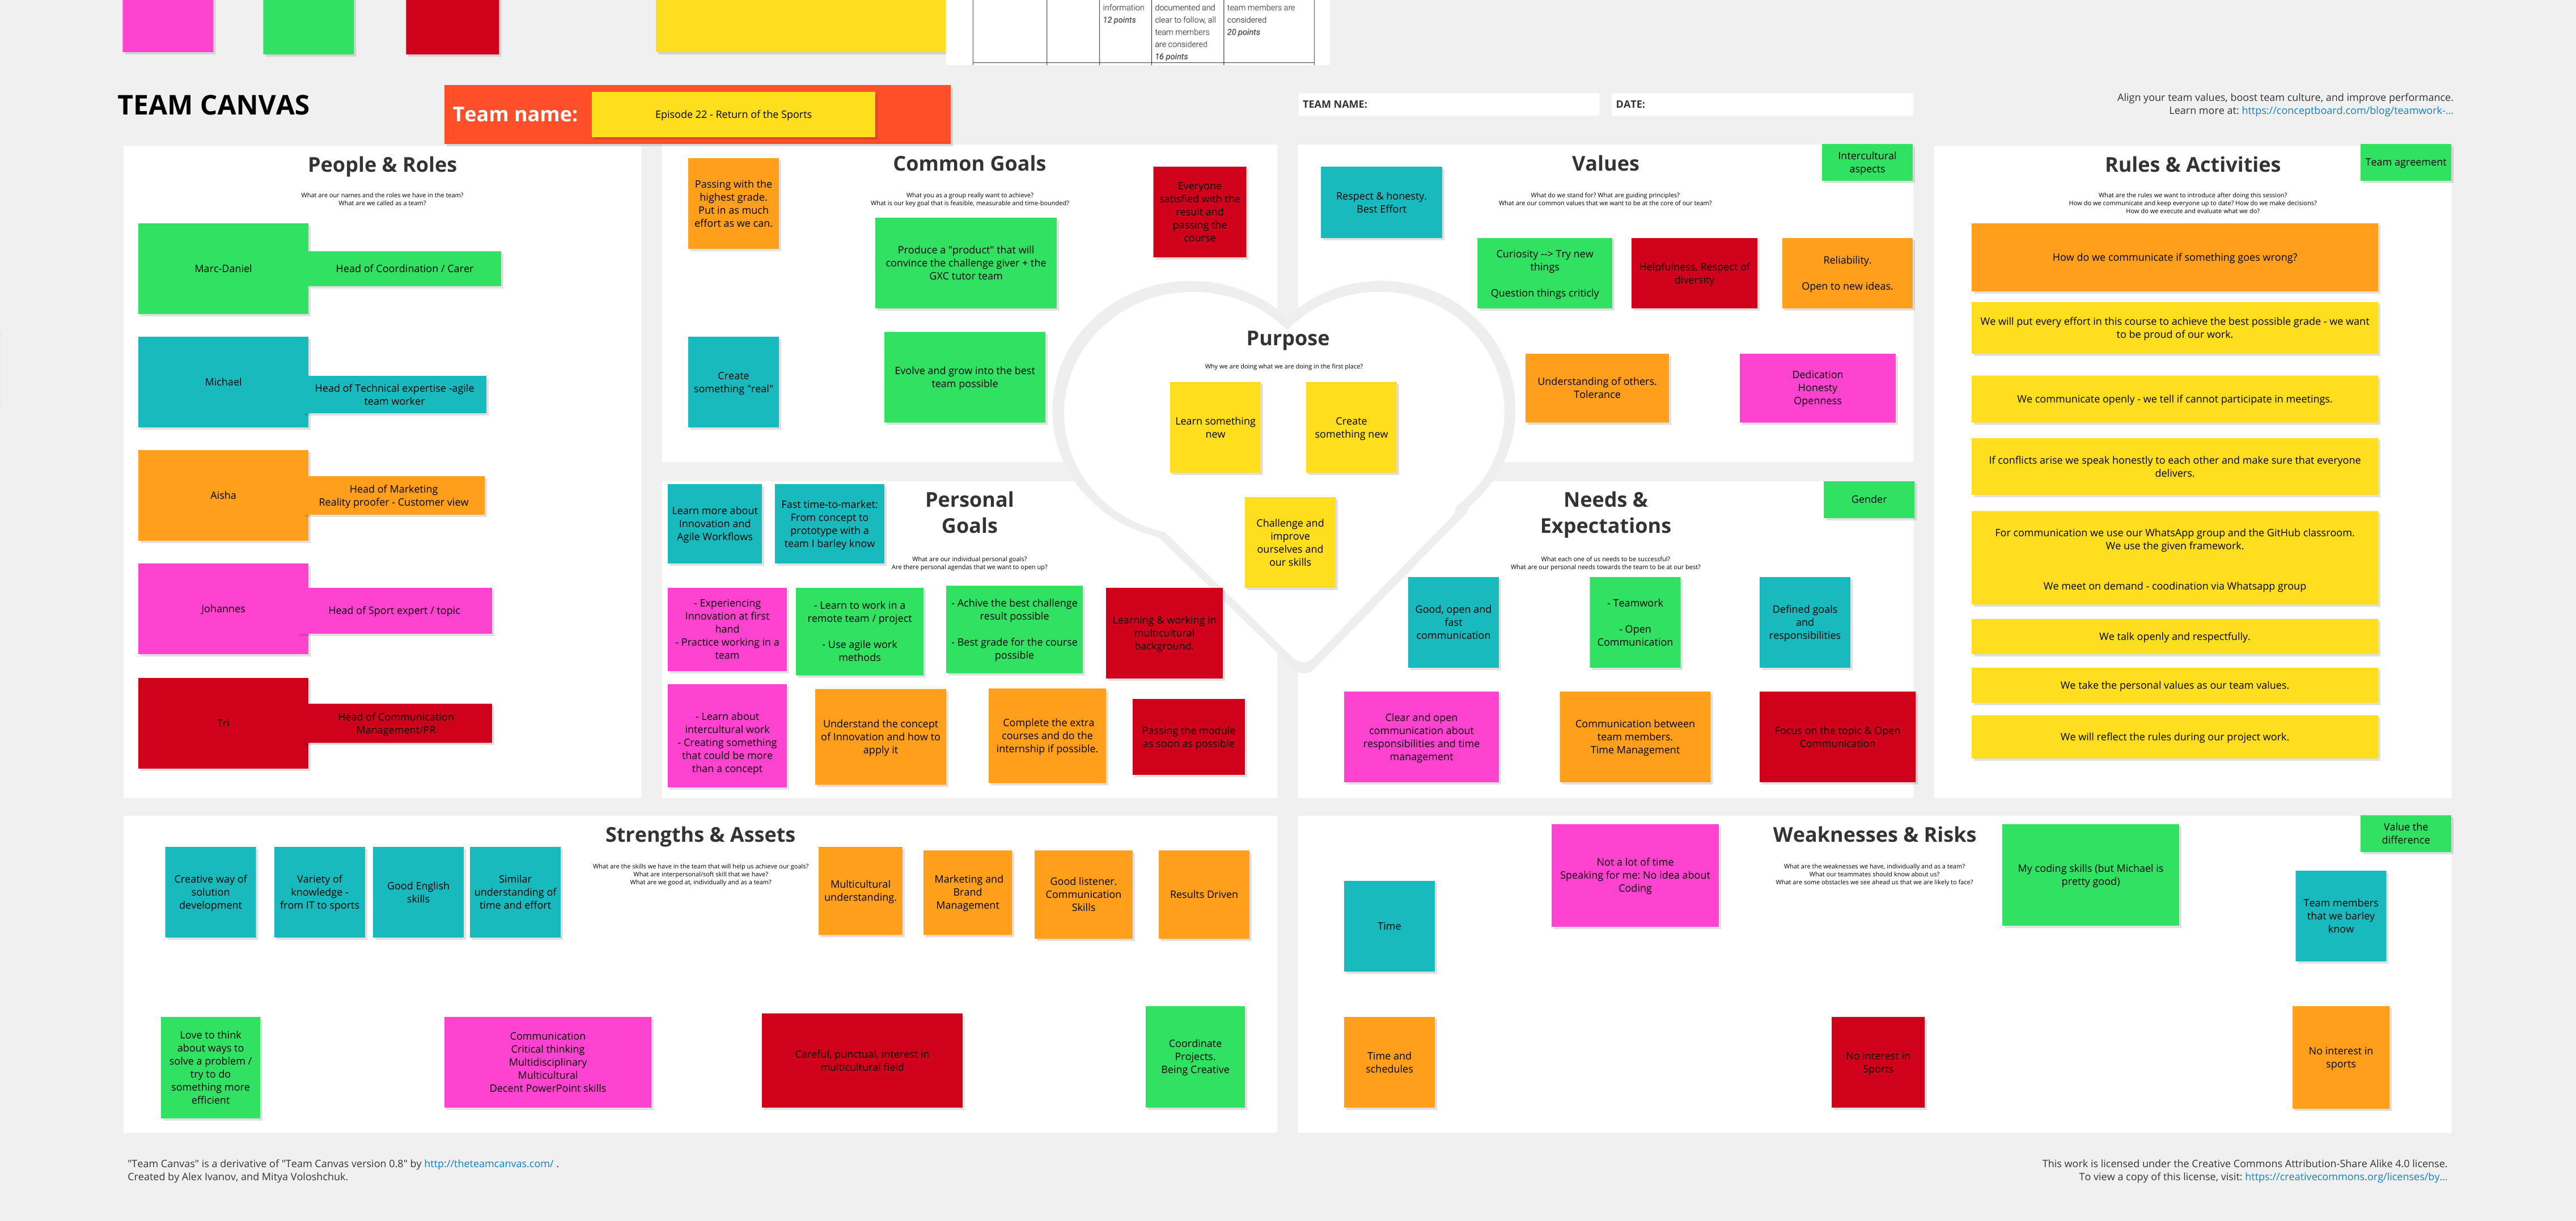 information
12 points
documented and
clear to follow, all
team members
are considered
16 points
team members are
considered
20 points
TEAM CANVAS
Team name:
Episode 22 - Return of the Sports
TEAM NAME:
DATE:
Align your team values, boost team culture, and improve performance.
Learn more at: https://conceptboard.com/blog/teamwork-...
People & Roles
What are our names and the roles we have in the team?
What are we called as a team?
Marc-Daniel
Head of Coordination / Carer
Michael
Head of Technical expertise -agile
team worker
Aisha
Head of Marketing
Reality proofer - Customer view
Johannes
Head of Sport expert / topic
Tri
Head of Communication
Management/PR
Common Goals
What you as a group really want to achieve?
What is our key goal that is feasible, measurable and time-bounded?
Passing with the
highest grade.
Put in as much
effort as we can.
Produce a "product" that will
convince the challenge giver + the
GXC tutor team
Everyone
satisfied with the
result and
passing the
course
Create
something "real"
Evolve and grow into the best
team possible
Purpose
Why we are doing what we are doing in the first place?
Learn something
new
Create
something new
Challenge and
improve
ourselves and
our skills
Values
What do we stand for? What are guiding principles?
What are our common values that we want to be at the core of our team?
Intercultural
aspects
Respect & honesty.
Best Effort
Curiosity --> Try new
things
Question things criticly
Helpfulness, Respect of
diversity
Reliability.
Open to new ideas.
Understanding of others.
Tolerance
Dedication
Honesty
Openness
Personal
Goals
What are our individual personal goals?
Are there personal agendas that we want to open up?
Learn more about
Innovation and
Agile Workflows
Fast time-to-market:
From concept to
prototype with a
team I barley know
- Experiencing
Innovation at first
hand
- Practice working in a
team
- Learn to work in a
remote team / project
- Use agile work
methods
- Achive the best challenge
result possible
- Best grade for the course
possible
Learning & working in
multicultural
background.
- Learn about
intercultural work
- Creating something
that could be more
than a concept
Understand the concept
of Innovation and how to
apply it
Complete the extra
courses and do the
internship if possible.
Passing the module
as soon as possible
Needs &
Expectations
Gender
What each one of us needs to be successful?
What are our personal needs towards the team to be at our best?
Good, open and
fast
communication
- Teamwork
- Open
Communication
Defined goals
and
responsibilities
Clear and open
communication about
responsibilities and time
management
Communication between
team members.
Time Management
Focus on the topic & Open
Communication
Rules & Activities
Team agreement
What are the rules we want to introduce after doing this session?
How do we communicate and keep everyone up to date? How do we make decisions?
How do we execute and evaluate what we do?
How do we communicate if something goes wrong?
We will put every effort in this course to achieve the best possible grade - we want
to be proud of our work.
We communicate openly - we tell if cannot participate in meetings.
If conflicts arise we speak honestly to each other and make sure that everyone
delivers.
For communication we use our WhatsApp group and the GitHub classroom.
We use the given framework.
We meet on demand - coodination via Whatsapp group
We talk openly and respectfully.
We take the personal values as our team values.
We will reflect the rules during our project work.
Strengths & Assets
What are the skills we have in the team that will help us achieve our goals?
What are interpersonal/soft skill that we have?
What are we good at, individually and as a team?
Creative way of
solution
development
Variety of
knowledge -
from IT to sports
Good English
skills
Similar
understanding of
time and effort
Multicultural
understanding.
Marketing and
Brand
Management
Good listener.
Communication
Skills
Results Driven
Love to think
about ways to
solve a problem /
try to do
something more
efficient
Communication
Critical thinking
Multidisciplinary
Multicultural
Decent PowerPoint skills
Careful, punctual, interest in
multicultural field
Coordinate
Projects.
Being Creative
Weaknesses & Risks
What are the weaknesses we have, individually and as a team?
What our teammates should know about us?
What are some obstacles we see ahead us that we are likely to face?
Value the
difference
Time
Not a lot of time
Speaking for me: No idea about
Coding
My coding skills (but Michael is
pretty good)
Team members
that we barley
know
Time and
schedules
No interest in
Sports
No interest in
sports
"Team Canvas" is a derivative of "Team Canvas version 0.8" by http://theteamcanvas.com/ .
Created by Alex Ivanov, and Mitya Voloshchuk.
This work is licensed under the Creative Commons Attribution-Share Alike 4.0 license.
To view a copy of this license, visit: https://creativecommons.org/licenses/by...